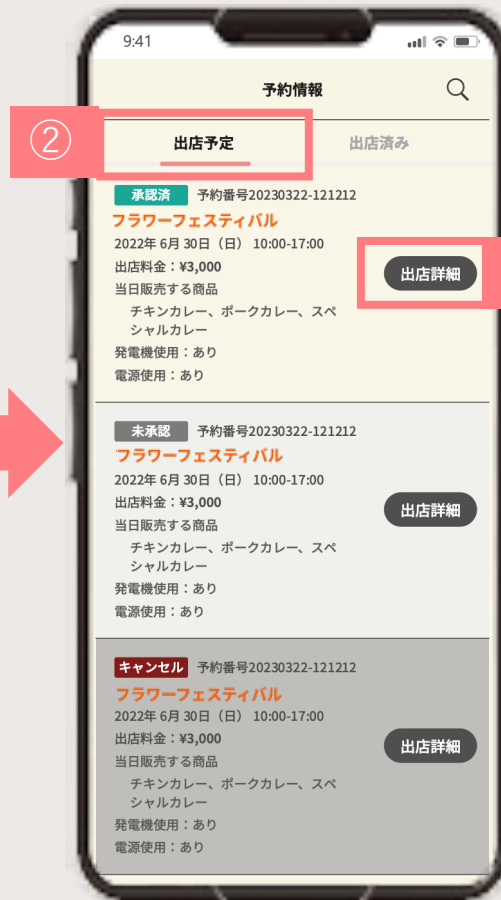 9:41
予約情報
②
出店予定
出店済み
承認済 予約番号20230322-121212
フラワーフェスティバル
2022年 6月 30日（日） 10:00-17:00
出店料金：¥3,000
出店詳細
当日販売する商品
チキンカレー、ポークカレー、スペ
シャルカレー
発電機使用：あり
電源使用：あり
未承認 予約番号20230322-121212
フラワーフェスティバル
2022年 6月 30日（日） 10:00-17:00
出店料金：¥3,000
出店詳細
当日販売する商品
チキンカレー、ポークカレー、スペ
シャルカレー
発電機使用：あり
電源使用：あり
キャンセル 予約番号20230322-121212
フラワーフェスティバル
2022年 6月 30日（日） 10:00-17:00
出店料金：¥3,000
出店詳細
当日販売する商品
チキンカレー、ポークカレー、スペ
シャルカレー
発電機使用：あり
電源使用：あり